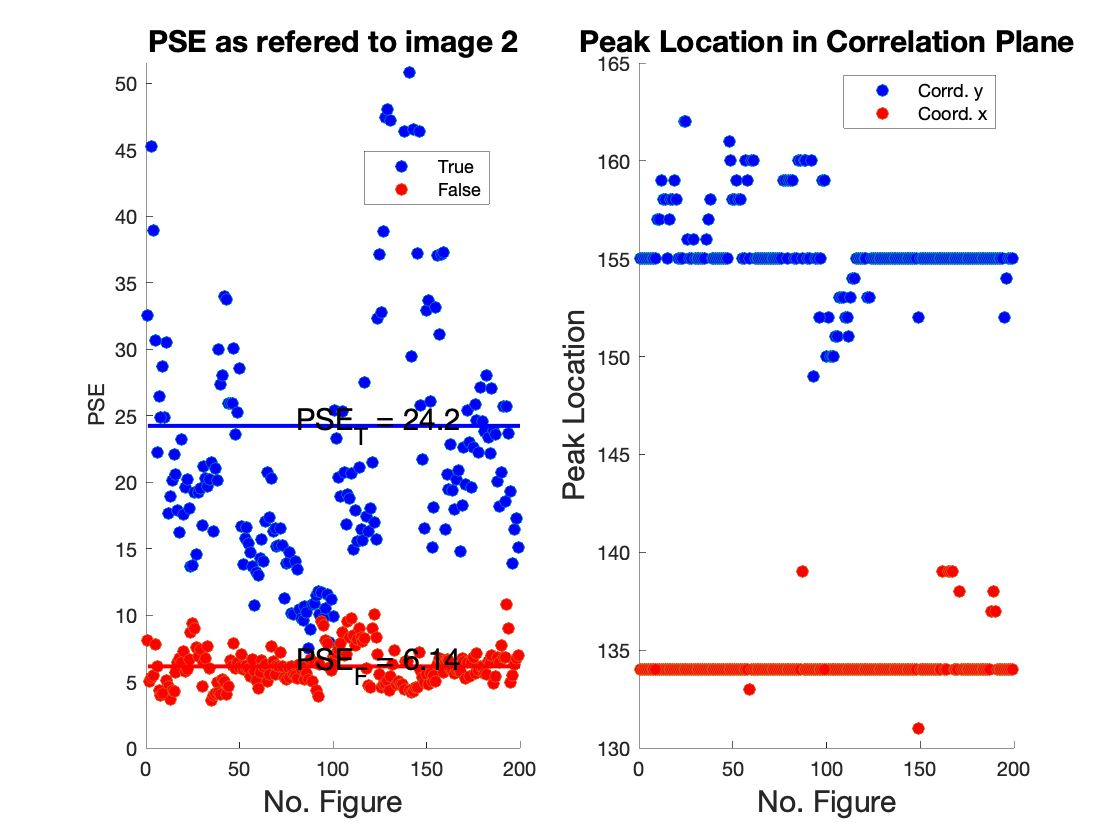 PSE as refered to image 2
50
45
40
35
30
25
20
15
10
5
0
PSE
True
False
PSE_T = 24.2
PSE_F = 6.14
0 50 100 150 200
No. Figure
Peak Location in Correlation Plane
165
160
155
150
145
140
135
130
Peak Location
Corrd. y
Coord. x
0 50 100 150 200
No. Figure